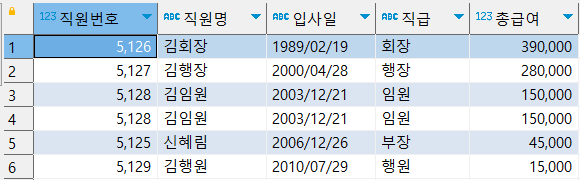 123 직원번호 ABC 직원명 ABC 입사일 ABC 직급 123 총급여
1 5,126 김회장 1989/02/19 회장 390,000
2 5,127 김행장 2000/04/28 행장 280,000
3 5,128 김임원 2003/12/21 임원 150,000
4 5,128 김임원 2003/12/21 임원 150,000
5 5,125 신혜림 2006/12/26 부장 45,000
6 5,129 김행원 2010/07/29 행원 15,000